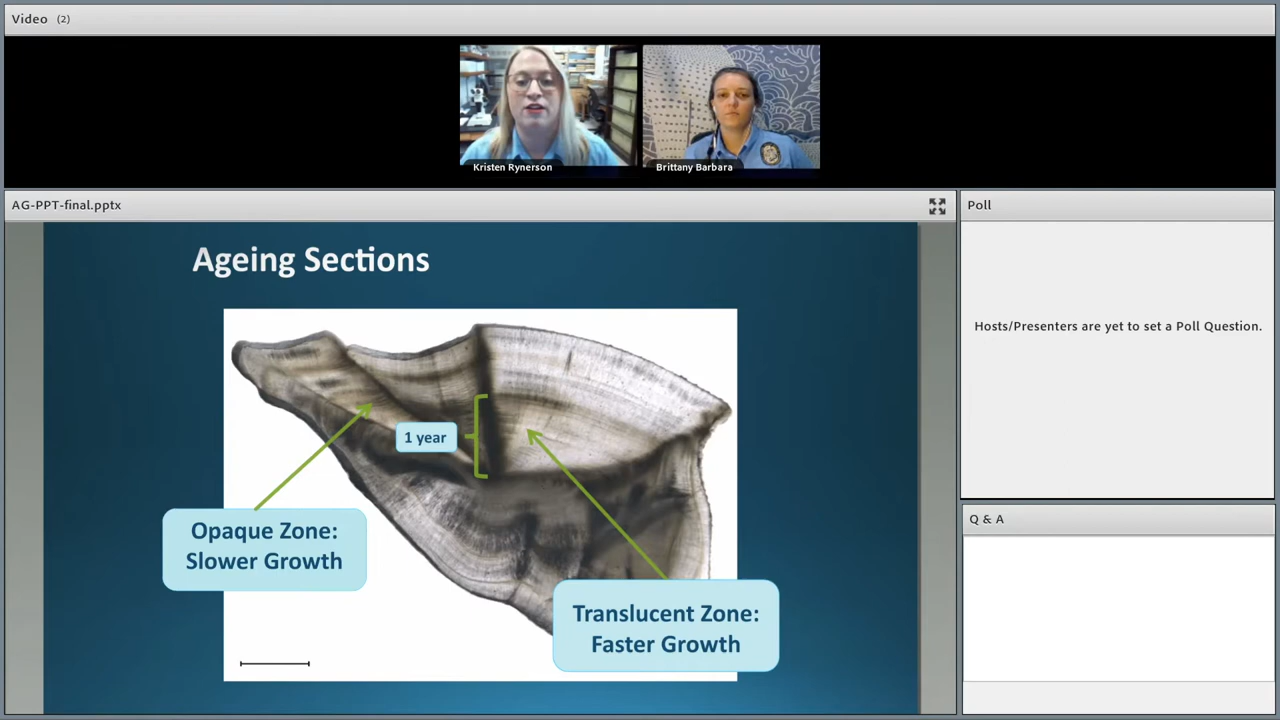 Video (2)
Kristen Rynerson
Brittany Barbara
AG-PPT-final.pptx
Ageing Sections
1 year
Opaque Zone:
Slower Growth
Translucent Zone:
Faster Growth
Poll
Hosts/Presenters are yet to set a Poll Question.
Q & A